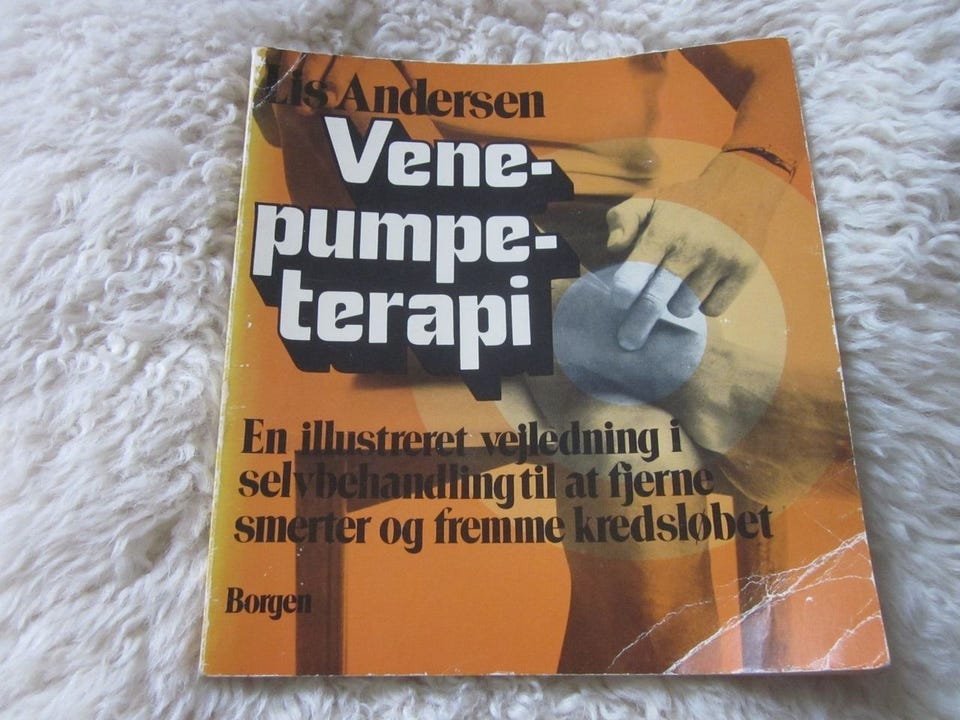 Lis Andersen
Vene-
pumpe-
terapi
En illustreret vejledning i
selvbehandling til at fjerne
smerter og fremme kredsløbet
Borgen